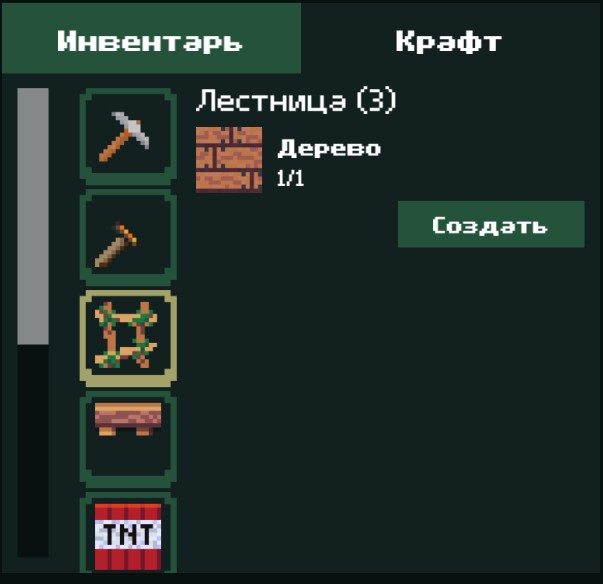 Инвентарь
Крафт
Лестница (3)
Дерево
1/1
Создать
TNT